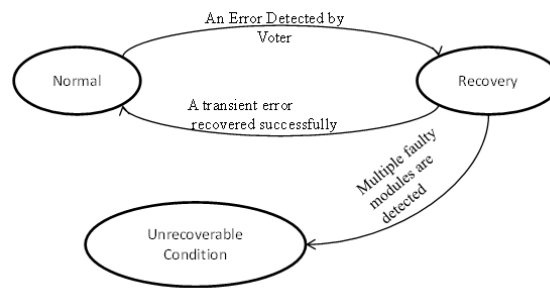 An Error Detected by
Voter
Normal
Recovery
A transient error
recovered successfully
Multiple faulty
modules are
detected
Unrecoverable
Condition